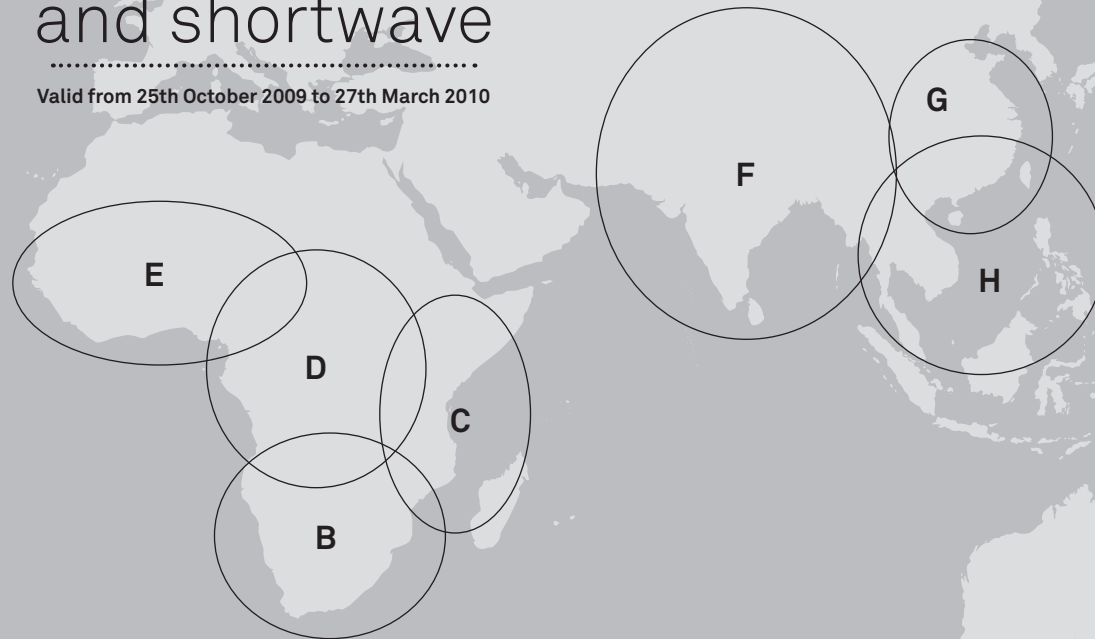 and shortwave
Valid from 25th October 2009 to 27th March 2010
G
F
E
H
D
C
B